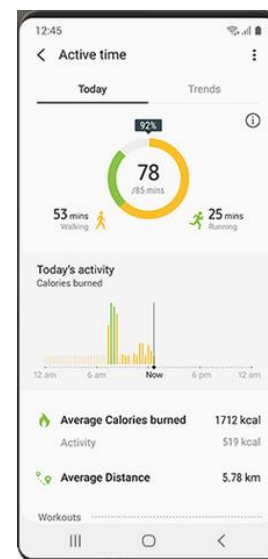 12:45
Active time
Today Trends
92%
78
/85 mins
53 mins
Walking
25 mins
Running
Today's activity
Calories burned
12 am 6 am Now 6 pm 12 am
Average Calories burned 1712 kcal
Activity 519 kcal
Average Distance 5.78 km
Workouts